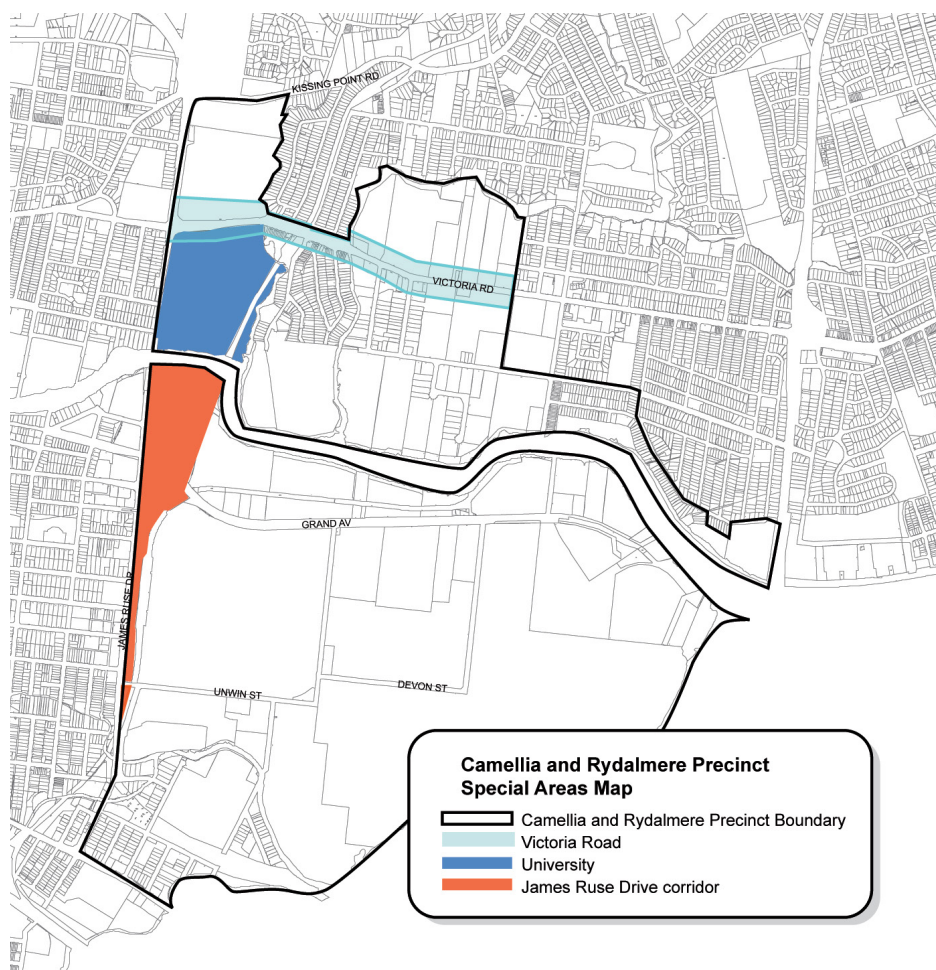 KISSING POINT RD
VICTORIA RD
GRAND AV
JAMES RUSE DR
UNWIN ST
DEVON ST
Camellia and Rydalmere Precinct
Special Areas Map
Camellia and Rydalmere Precinct Boundary
Victoria Road
University
James Ruse Drive corridor